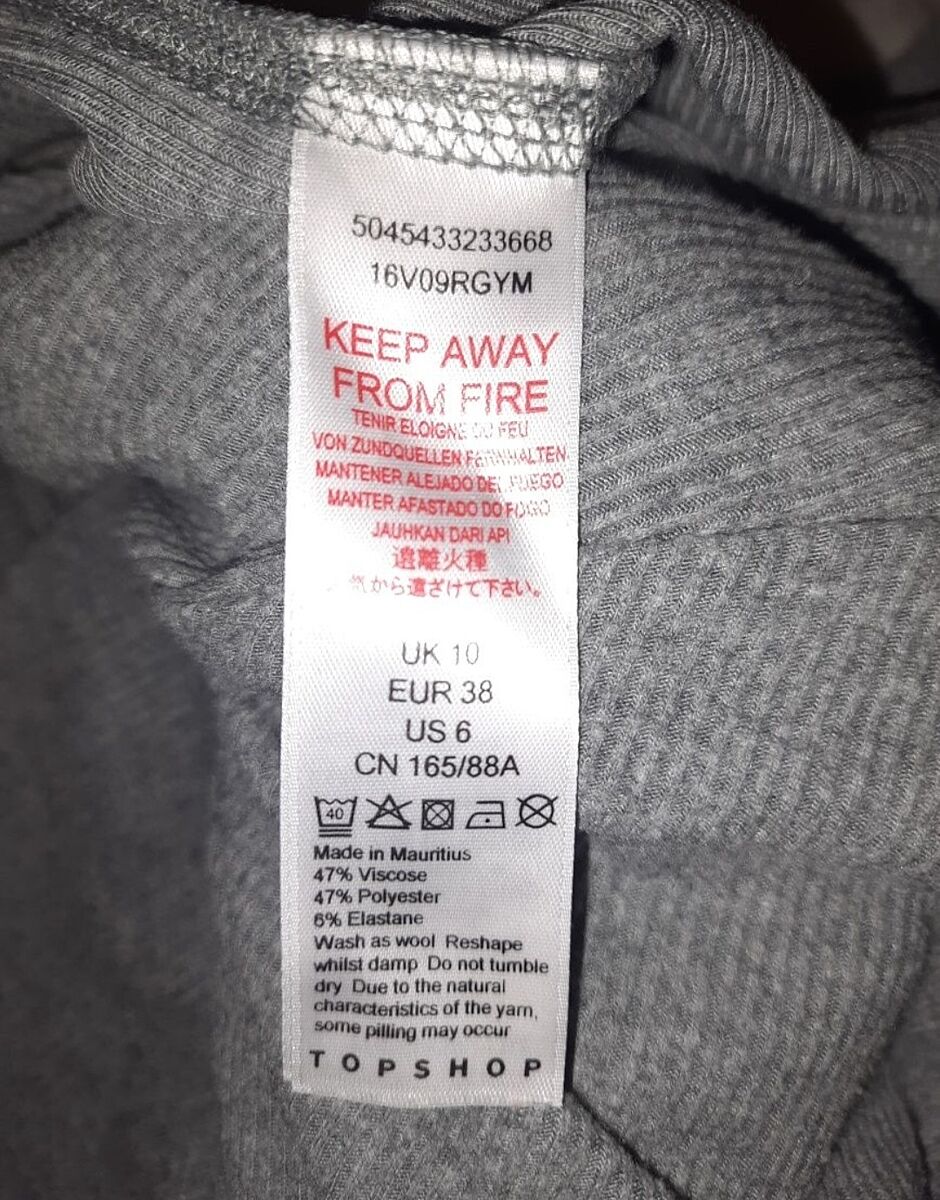 5045433233668
16V09RGYM
KEEP AWAY
FROM FIRE
TENIR ELOIGNE DU FEU
VON ZUNDQUELLEN FERNHALTEN
MANTENER ALEJADO DEL FUEGO
MANTER AFASTADO DO FOGO
JAUHKAN DARI API
遠離火種
から遠ざけて下さい。
UK 10
EUR 38
US 6
CN 165/88A
40
Made in Mauritius
47% Viscose
47% Polyester
6% Elastane
Wash as wool Reshape
whilst damp Do not tumble
dry Due to the natural
characteristics of the yarn,
some pilling may occur
TOPSHOP